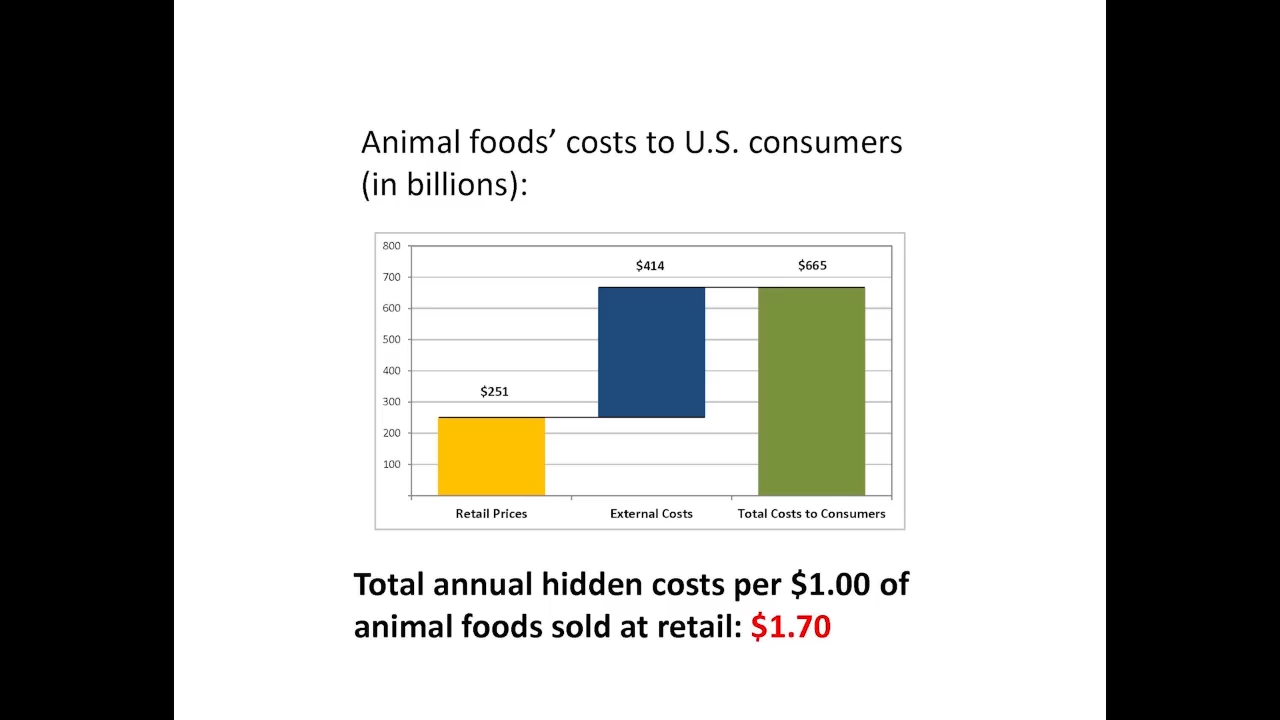 Animal foods’ costs to U.S. consumers
(in billions):
800
700
600
500
400
300
200
100
$251
$414
$665
Retail Prices
External Costs
Total Costs to Consumers
Total annual hidden costs per $1.00 of
animal foods sold at retail: $1.70